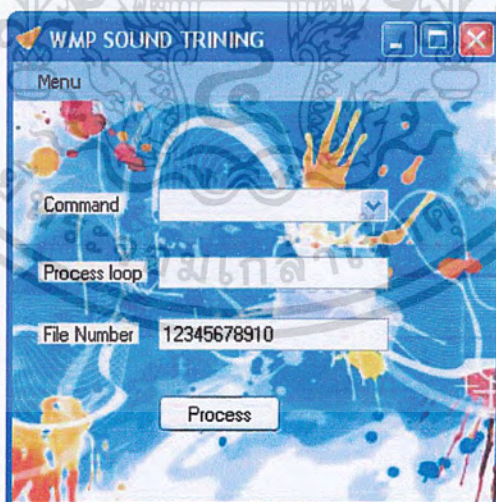 WMP SOUND TRINING
Menu
Command
Process loop
File Number 12345678910
Process